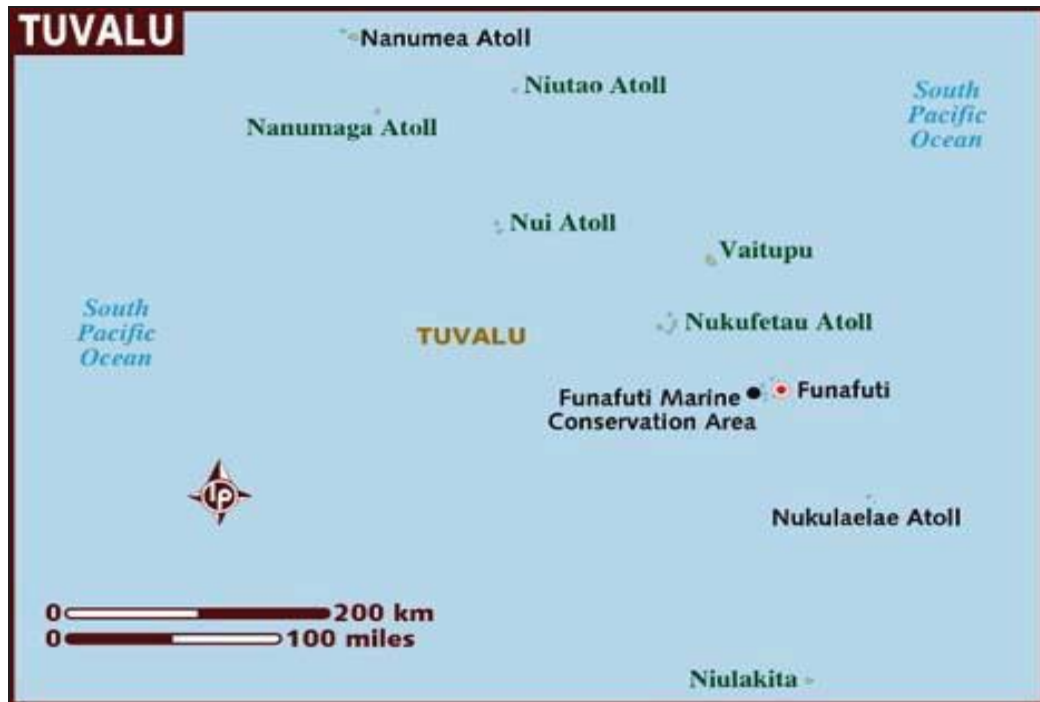 TUVALU
Nanumea Atoll
Niutao Atoll
South
Pacific
Ocean
Nanumaga Atoll
Nui Atoll
Vaitupu
South
Pacific
Ocean
TUVALU
Nukufetau Atoll
Funafuti Marine
Conservation Area
Funafuti
lp
Nukulaelae Atoll
0 200 km
0 100 miles
Niulakita